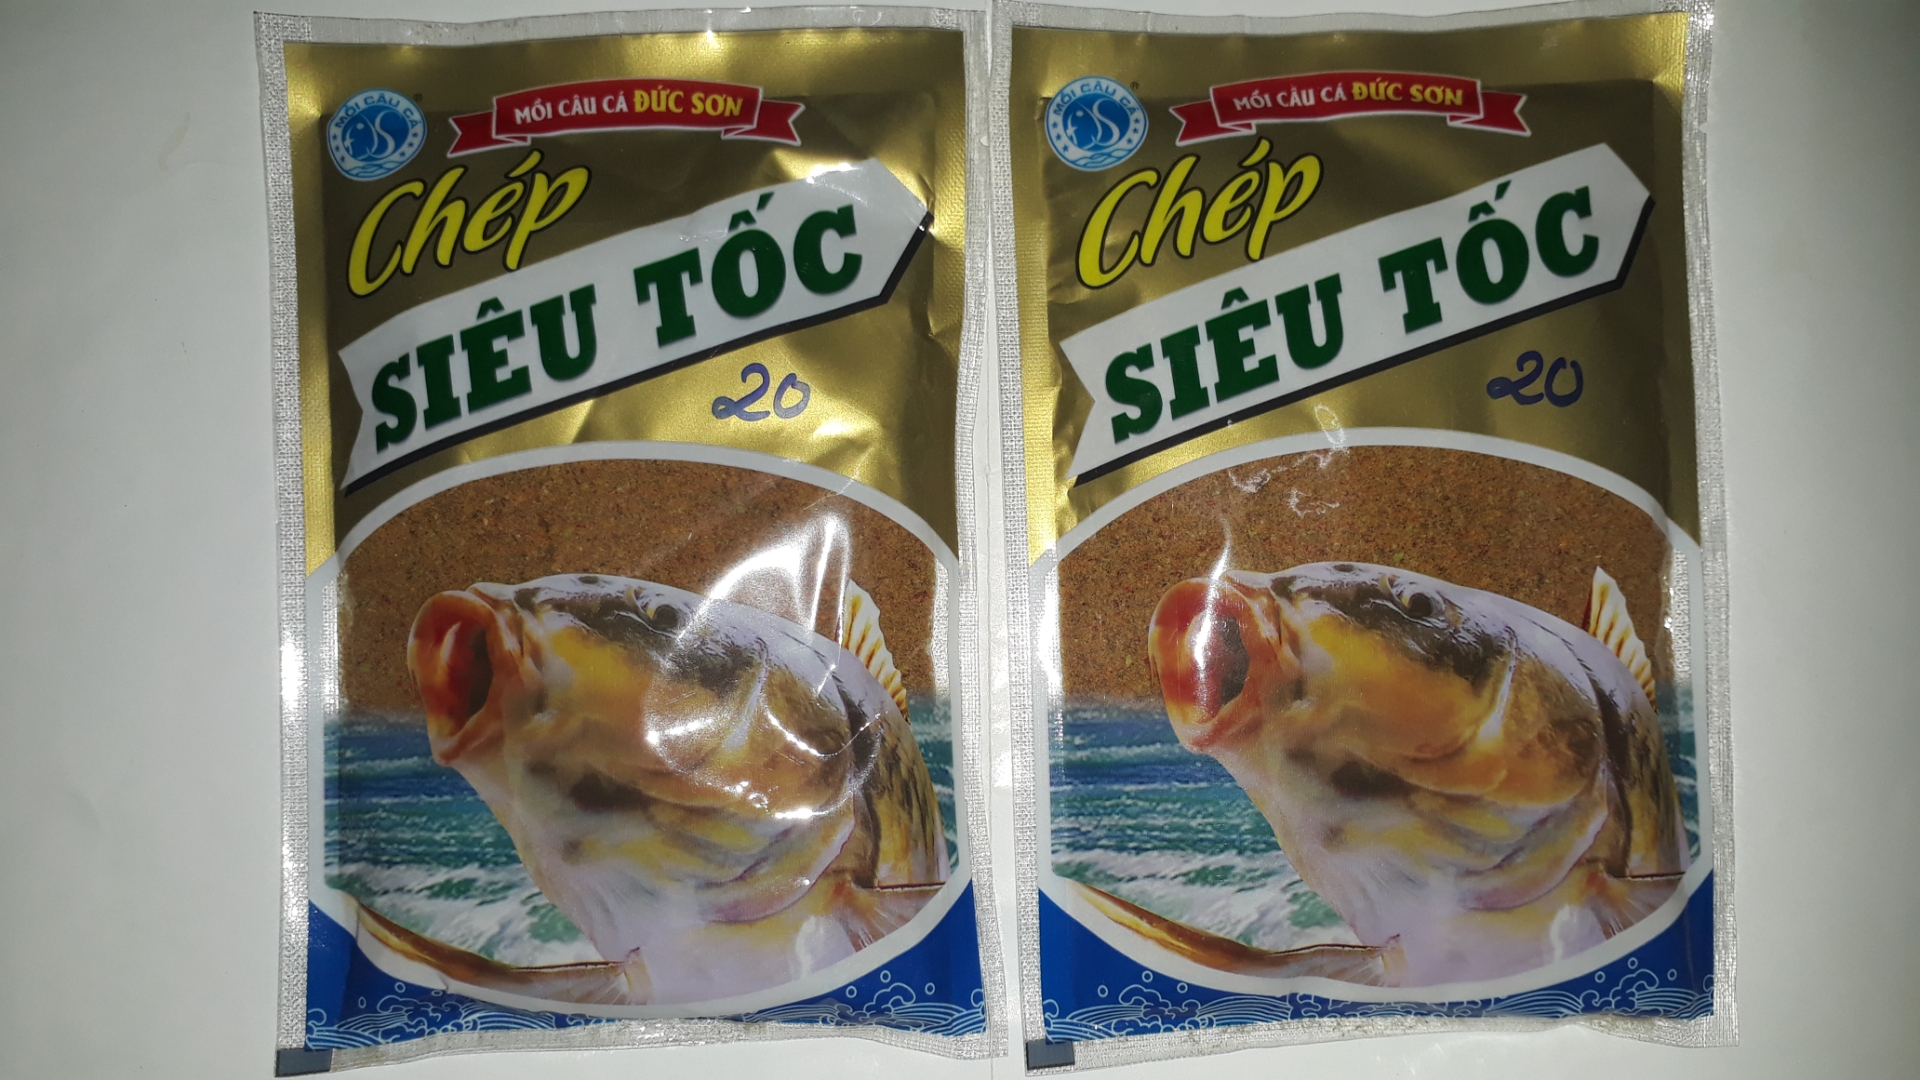 MỒI CÂU CÁ
MỒI CÂU CÁ ĐỨC SƠN
Chép
SIÊU TỐC
20
MỒI CÂU CÁ
MỒI CÂU CÁ ĐỨC SƠN
Chép
SIÊU TỐC
20